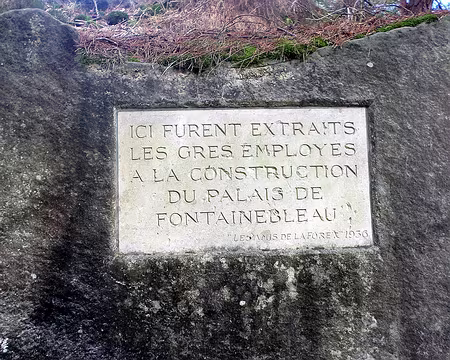 ICI FURENT EXTRAITS
LES GRES EMPLOYES
A LA CONSTRUCTION
DU PALAIS DE
FONTAINEBLEAU
LES AMIS DE LA FORET 1936